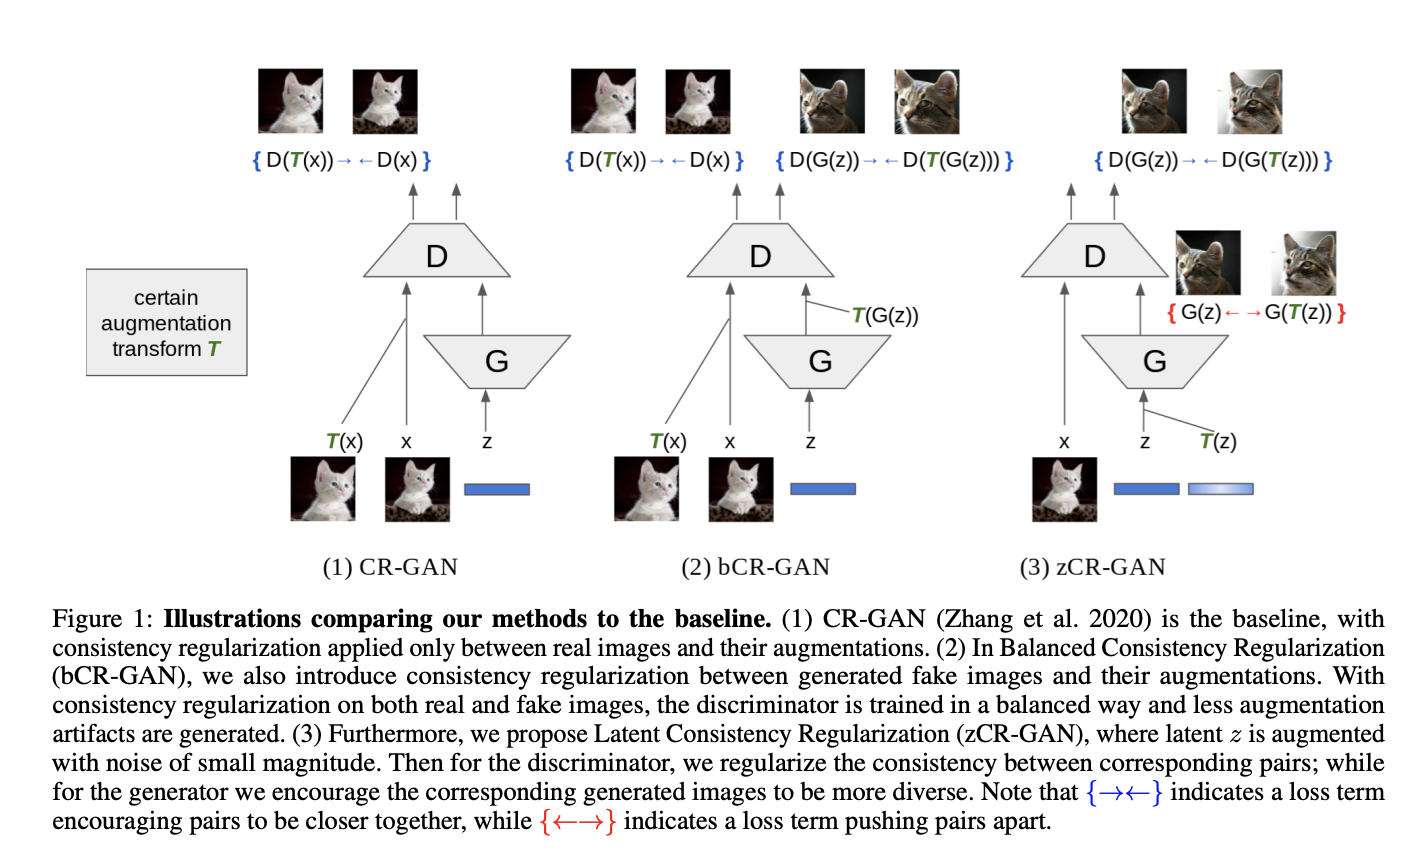 { D(T(x))→ ←D(x) }
{ D(T(x))→ ←D(x) }
{ D(G(z))→ ←D(T(G(z))) }
{ D(G(z))→ ←D(G(T(z))) }
D
D
D
certain
augmentation
transform T
T(G(z))
{ G(z)← →G(T(z)) }
G
G
G
T(x)
x
z
T(x)
x
z
x
z
T(z)
(1) CR-GAN
(2) bCR-GAN
(3) zCR-GAN
Figure 1: Illustrations comparing our methods to the baseline. (1) CR-GAN (Zhang et al. 2020) is the baseline, with
consistency regularization applied only between real images and their augmentations. (2) In Balanced Consistency Regularization
(bCR-GAN), we also introduce consistency regularization between generated fake images and their augmentations. With
consistency regularization on both real and fake images, the discriminator is trained in a balanced way and less augmentation
artifacts are generated. (3) Furthermore, we propose Latent Consistency Regularization (zCR-GAN), where latent z is augmented
with noise of small magnitude. Then for the discriminator, we regularize the consistency between corresponding pairs; while
for the generator we encourage the corresponding generated images to be more diverse. Note that {→←} indicates a loss term
encouraging pairs to be closer together, while {←→} indicates a loss term pushing pairs apart.